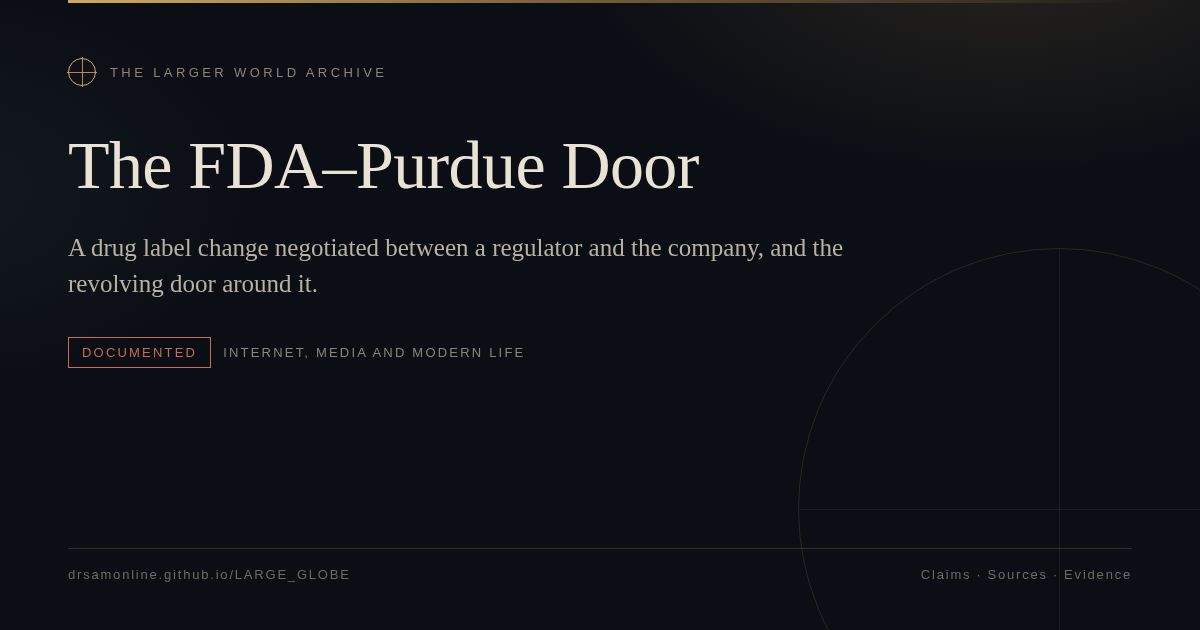 THE LARGER WORLD ARCHIVE
The FDA–Purdue Door
A drug label change negotiated between a regulator and the company, and the
revolving door around it.
DOCUMENTED INTERNET, MEDIA AND MODERN LIFE
drsamonline.github.io/LARGE_GLOBE Claims · Sources · Evidence